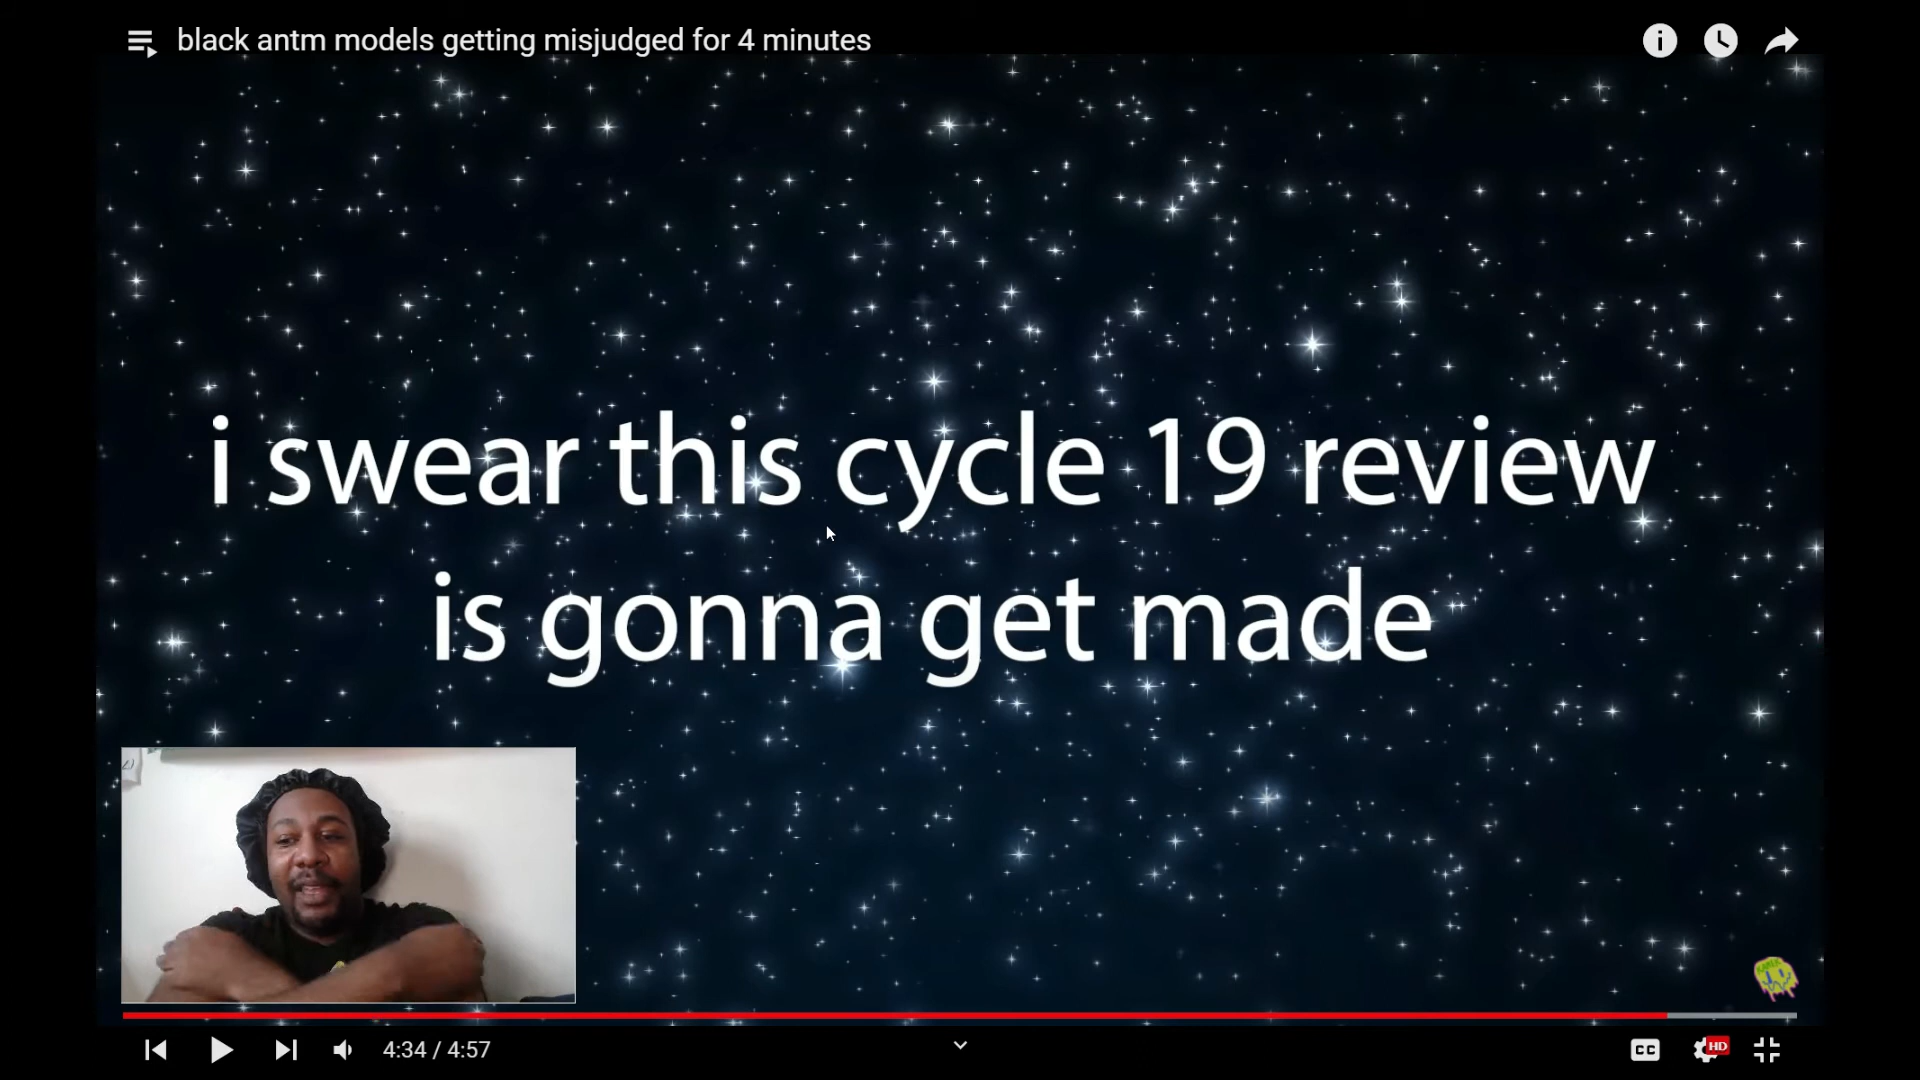 black antm models getting misjudged for 4 minutes
i swear this cycle 19 review
is gonna get made
4:34 / 4:57
CC
HD